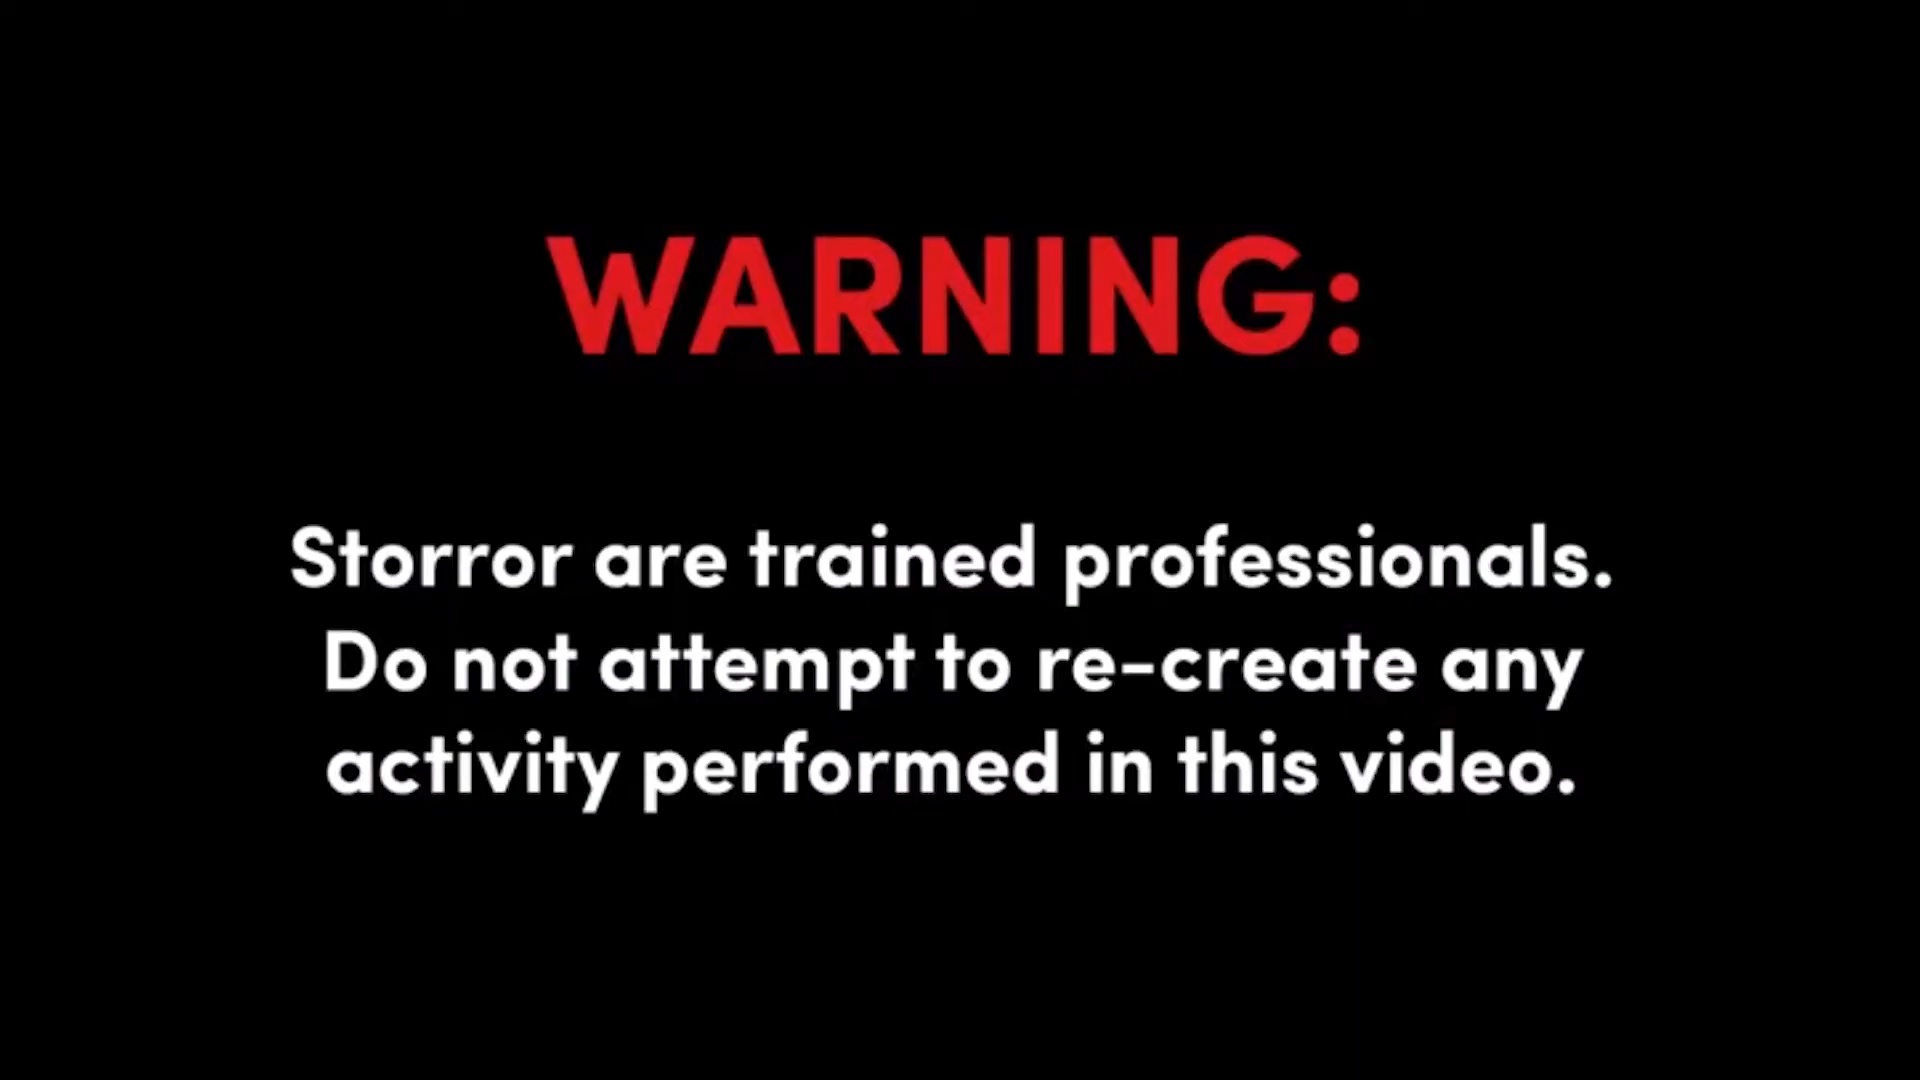 WARNING:
Storror are trained professionals.
Do not attempt to re-create any
activity performed in this video.